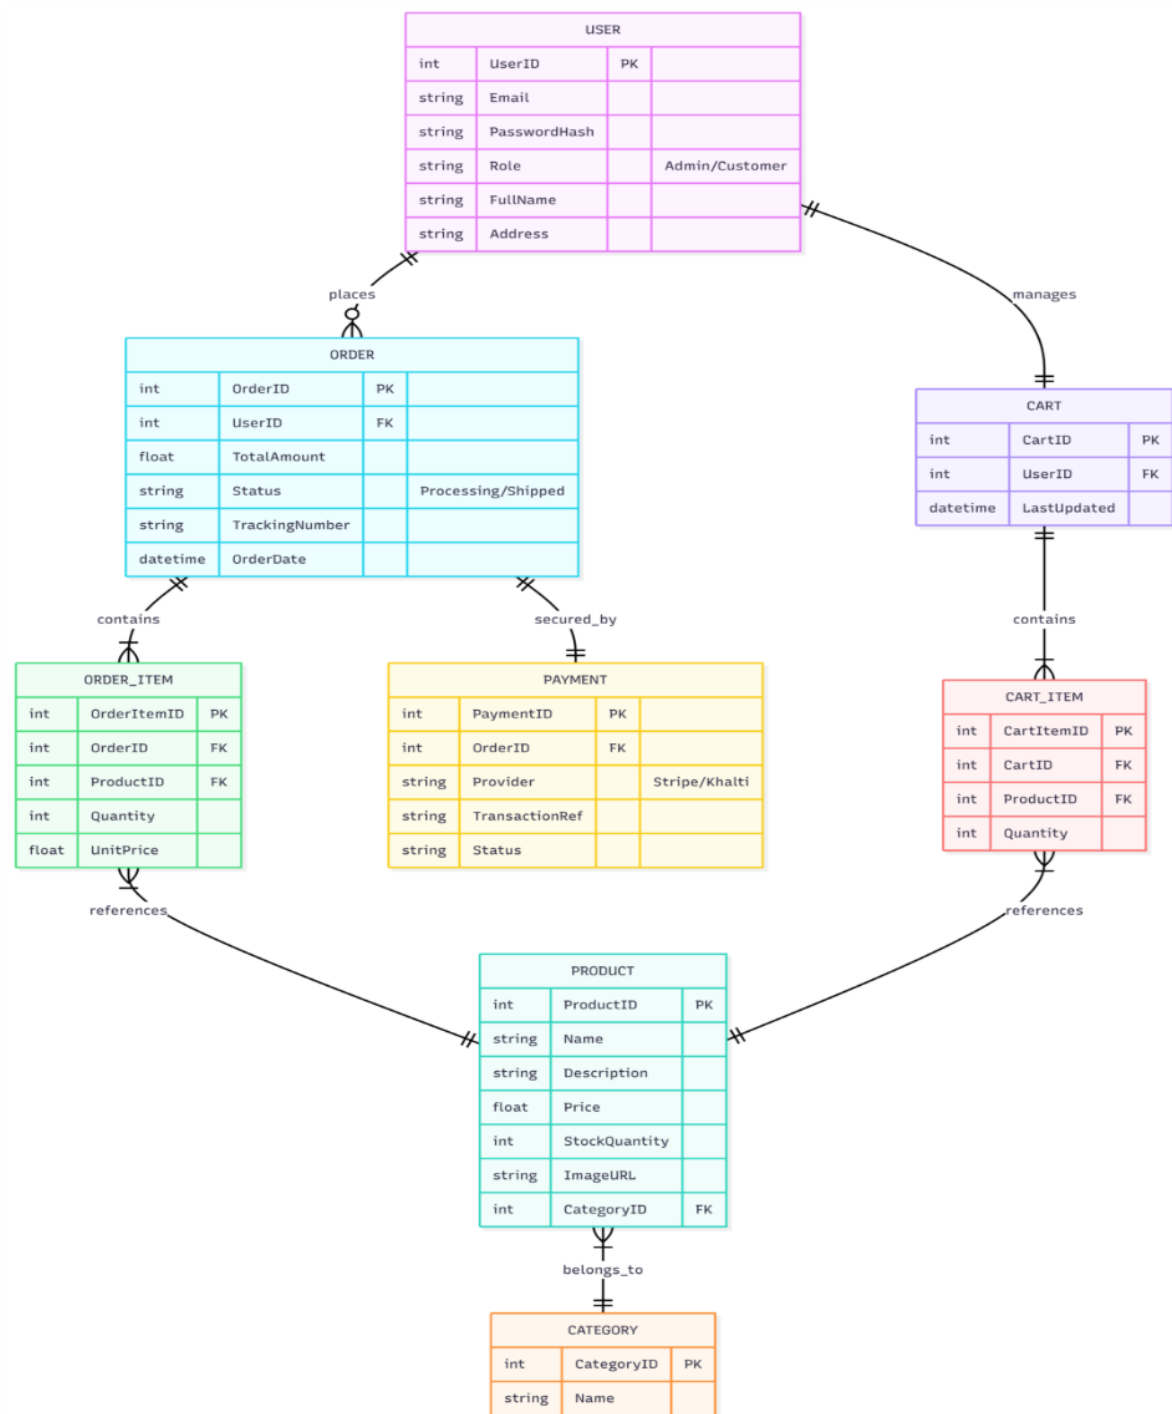 USER
int UserID PK
string Email
string PasswordHash
string Role Admin/Customer
string FullName
string Address
places
manages
ORDER
int OrderID PK
int UserID FK
float TotalAmount
string Status Processing/Shipped
string TrackingNumber
datetime OrderDate
CART
int CartID PK
int UserID FK
datetime LastUpdated
contains
secured_by
contains
ORDER_ITEM
int OrderItemID PK
int OrderID FK
int ProductID FK
int Quantity
float UnitPrice
PAYMENT
int PaymentID PK
int OrderID FK
string Provider Stripe/Khalti
string TransactionRef
string Status
CART_ITEM
int CartItemID PK
int CartID FK
int ProductID FK
int Quantity
references
references
PRODUCT
int ProductID PK
string Name
string Description
float Price
int StockQuantity
string ImageURL
int CategoryID FK
belongs_to
CATEGORY
int CategoryID PK
string Name